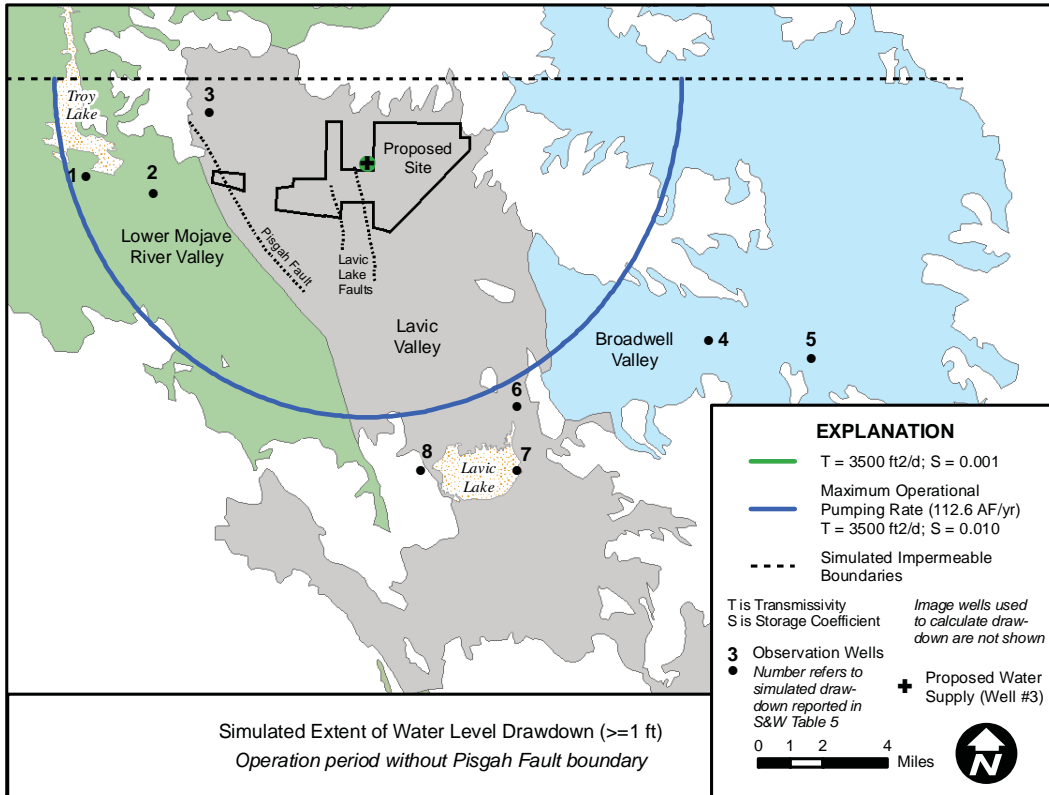 Troy
Lake
3
Proposed
Site
1
2
Lower Mojave
River Valley
Pisgah Fault
Lavic
Lake
Faults
Lavic
Valley
Broadwell
Valley
4
5
6
8
7
Lavic
Lake
EXPLANATION
T = 3500 ft2/d; S = 0.001
Maximum Operational
Pumping Rate (112.6 AF/yr)
T = 3500 ft2/d; S = 0.010
Simulated Impermeable
Boundaries
T is Transmissivity
S is Storage Coefficient
Image wells used
to calculate draw-
down are not shown
3 Observation Wells
Number refers to
simulated draw-
down reported in
S&W Table 5
Proposed Water
Supply (Well #3)
0 1 2 4
Miles
N
Simulated Extent of Water Level Drawdown (>=1 ft)
Operation period without Pisgah Fault boundary